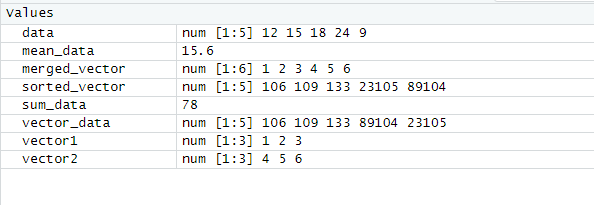 Values
data num [1:5] 12 15 18 24 9
mean_data 15.6
merged_vector num [1:6] 1 2 3 4 5 6
sorted_vector num [1:5] 106 109 133 23105 89104
sum_data 78
vector_data num [1:5] 106 109 133 89104 23105
vector1 num [1:3] 1 2 3
vector2 num [1:3] 4 5 6